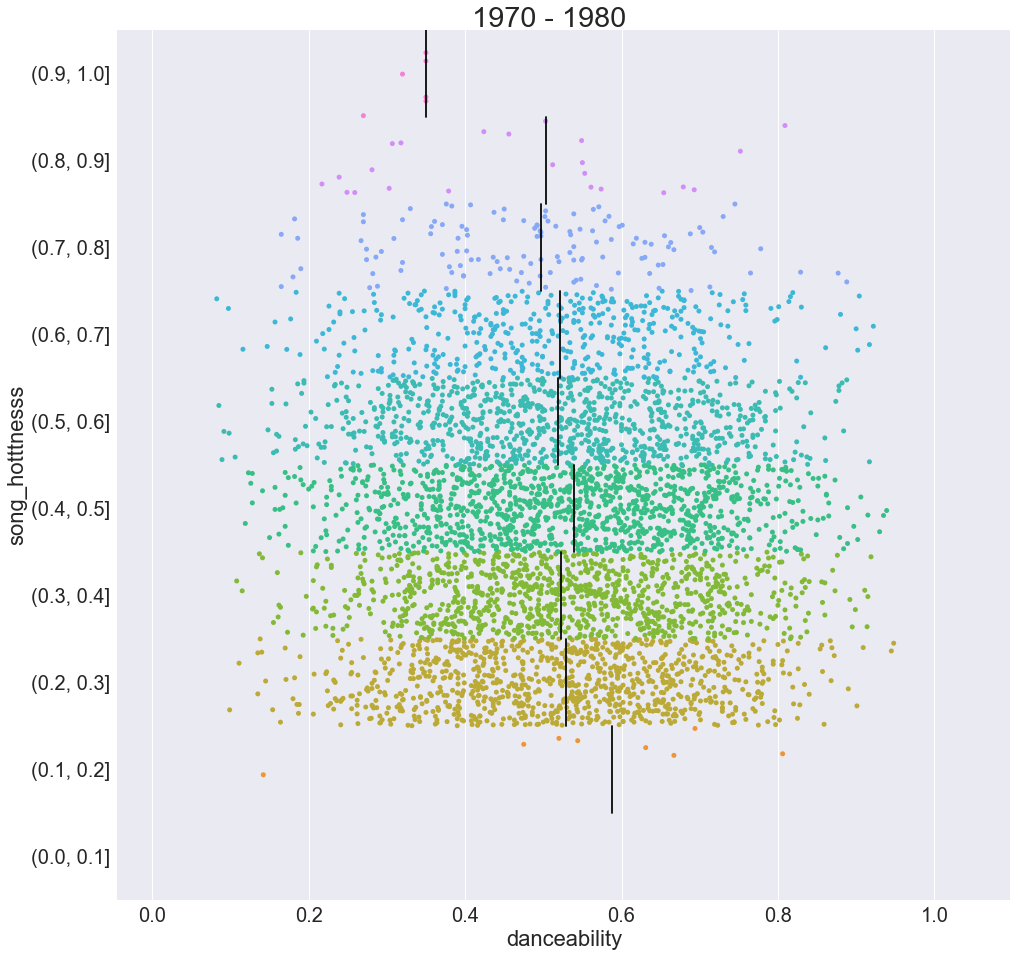 1970 - 1980
song_hotttnesss
(0.9, 1.0]
(0.8, 0.9]
(0.7, 0.8]
(0.6, 0.7]
(0.5, 0.6]
(0.4, 0.5]
(0.3, 0.4]
(0.2, 0.3]
(0.1, 0.2]
(0.0, 0.1]
0.0 0.2 0.4 0.6 0.8 1.0
danceability